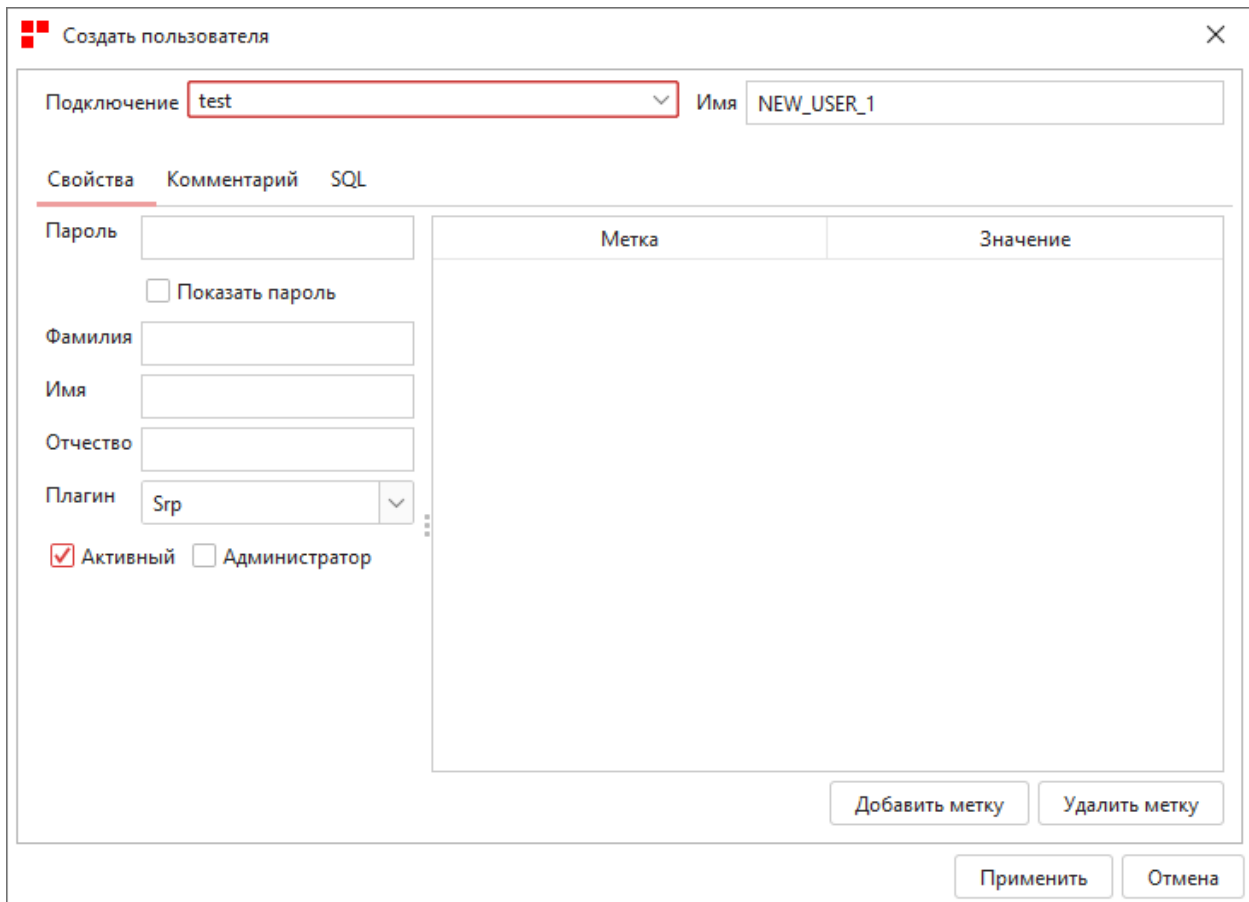 Создать пользователя
Подключение test Имя NEW_USER_1
Свойства Комментарий SQL
Пароль Метка Значение
Показать пароль
Фамилия
Имя
Отчество
Плагин Srp
Активный Администратор
Добавить метку Удалить метку
Применить Отмена